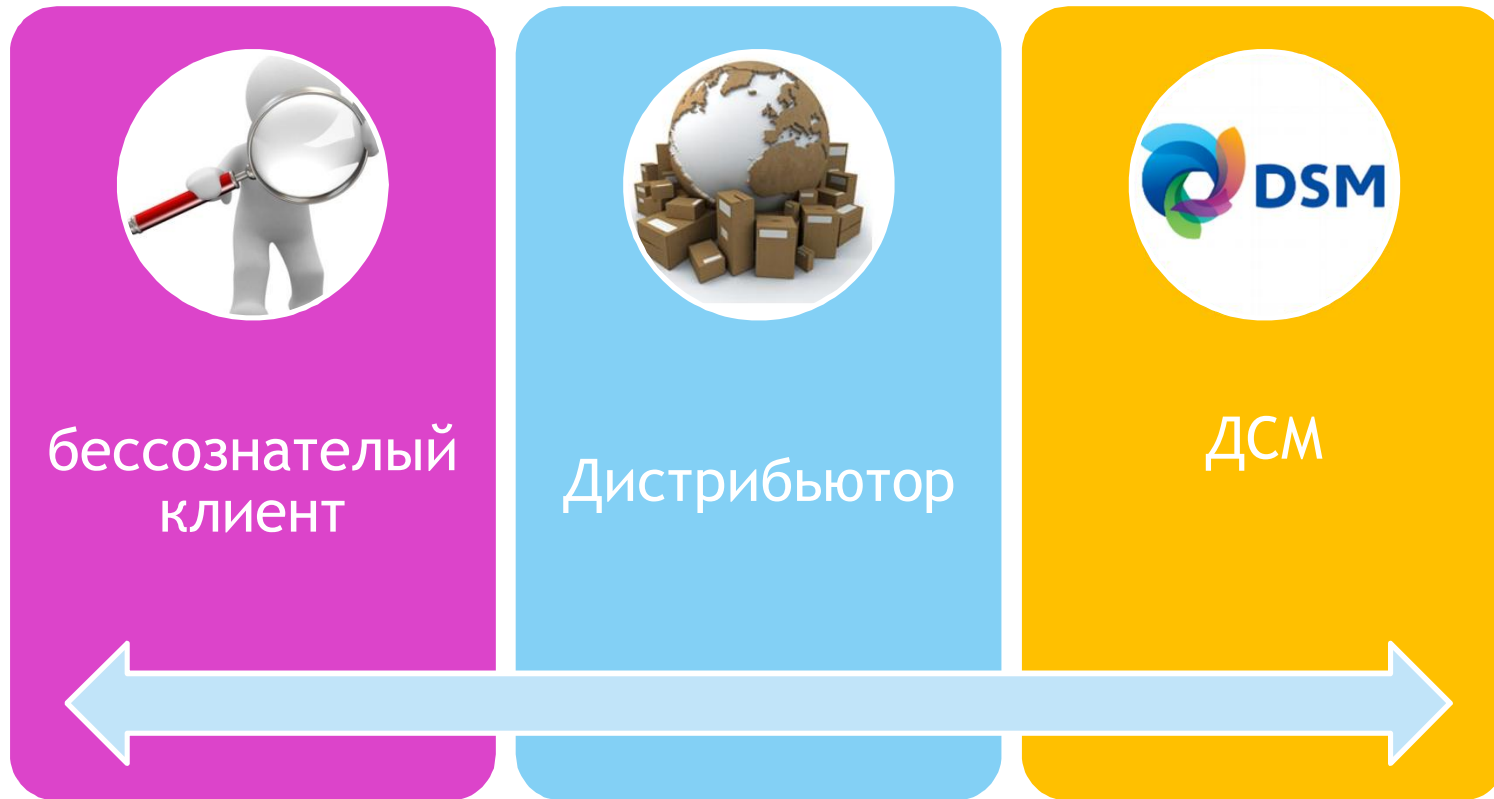 DSM
бессознателый
клиент
Дистрибьютор
ДСМ